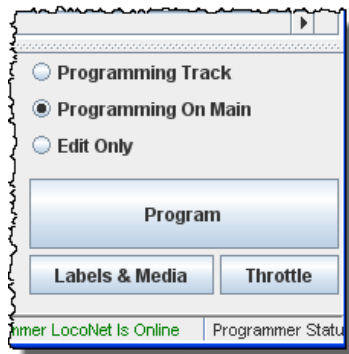 Programming Track
Programming On Main
Edit Only
Program
Labels & Media Throttle
LocoNet Is Online Programmer